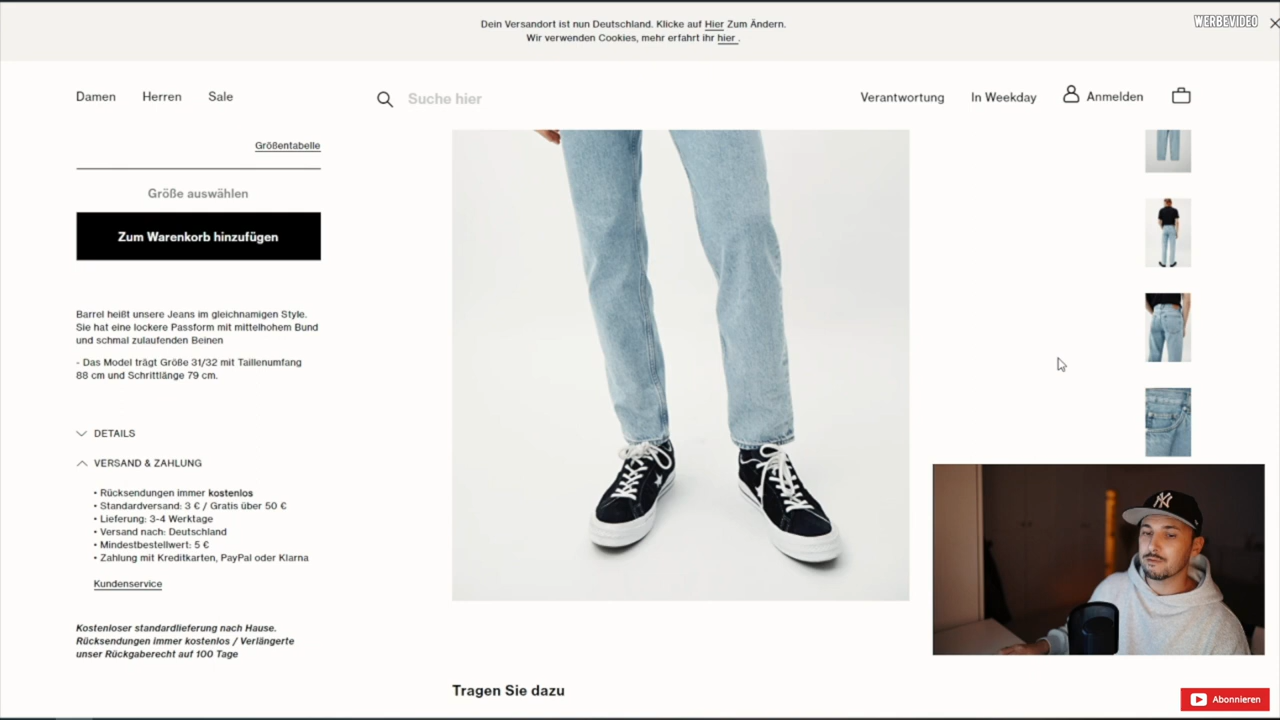 Dein Versandort ist nun Deutschland. Klicke auf Hier Zum Ändern.
Wir verwenden Cookies, mehr erfahrt ihr hier .
WERBEVIDEO
Damen Herren Sale Suche hier Verantwortung In Weekday Anmelden
Größentabelle
Größe auswählen
Zum Warenkorb hinzufügen
Barrel heißt unsere Jeans im gleichnamigen Style.
Sie hat eine lockere Passform mit mittelhohem Bund
und schmal zulaufenden Beinen
- Das Model trägt Größe 31/32 mit Taillenumfang
88 cm und Schrittlänge 79 cm.
DETAILS
VERSAND & ZAHLUNG
• Rücksendungen immer kostenlos
• Standardversand: 3 € / Gratis über 50 €
• Lieferung: 3-4 Werktage
• Versand nach: Deutschland
• Mindestbestellwert: 5 €
• Zahlung mit Kreditkarten, PayPal oder Klarna
Kundenservice
Kostenloser standardlieferung nach Hause.
Rücksendungen immer kostenlos / Verlängerte
unser Rückgaberecht auf 100 Tage
Tragen Sie dazu
Abonnieren